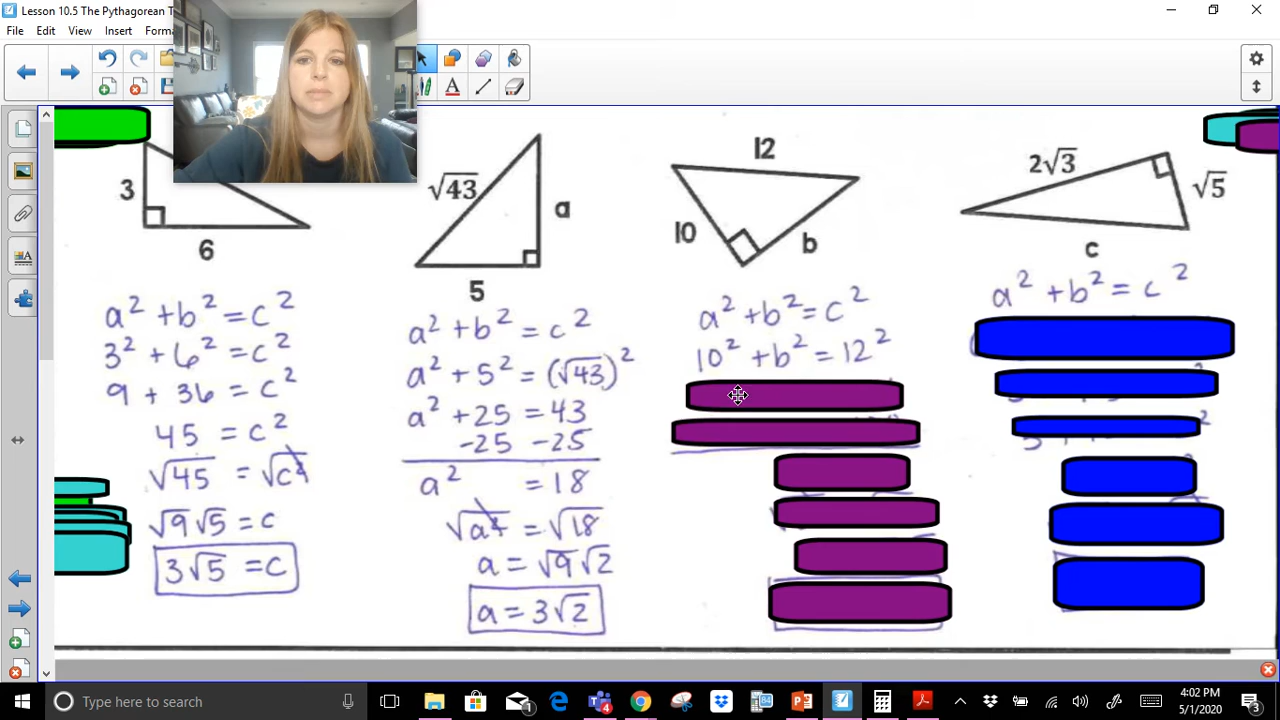 Lesson 10.5 The Pythagorean T
File Edit View Insert Forma
3
6
a² + b² = c²
3² + 6² = c²
9 + 36 = c²
45 = c²
√45 = √c²
√9√5 = c
3√5 = c
√43
a
5
a² + b² = c²
a² + 5² = (√43)²
a² + 25 = 43
-25 -25
a² = 18
√a² = √18
a = √9√2
a = 3√2
12
10
b
a² + b² = c²
10² + b² = 12²
2√3
√5
c
a² + b² = c²
Type here to search
4:02 PM
5/1/2020